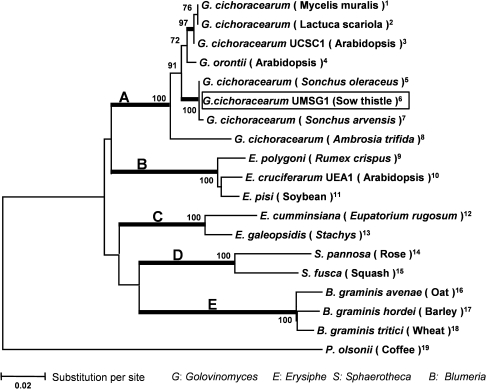 G. cichoracearum ( Mycelis muralis) 1
76
G. cichoracearum ( Lactuca scariola) 2
97
G. cichoracearum UCSC1 ( Arabidopsis) 3
72
G. orontii ( Arabidopsis) 4
91
G. cichoracearum ( Sonchus oleraceus) 5
A
G.cichoracearum UMSG1 (Sow thistle) 6
100
G. cichoracearum ( Sonchus arvensis) 7
G. cichoracearum ( Ambrosia trifida) 8
E. polygoni ( Rumex crispus) 9
B
100
E. cruciferarum UEA1 ( Arabidopsis) 10
E. pisi ( Soybean) 11
C
100
E. cumminsiana ( Eupatorium rugosum) 12
E. galeopsidis ( Stachys) 13
D
100
S. pannosa ( Rose) 14
S. fusca ( Squash) 15
B. graminis avenae ( Oat) 16
E
B. graminis hordei ( Barley) 17
100
B. graminis tritici ( Wheat) 18
P. olsonii ( Coffee) 19
0.02
Substitution per site
G: Golovinomyces
E: Erysiphe
S: Sphaerotheca
B: Blumeria